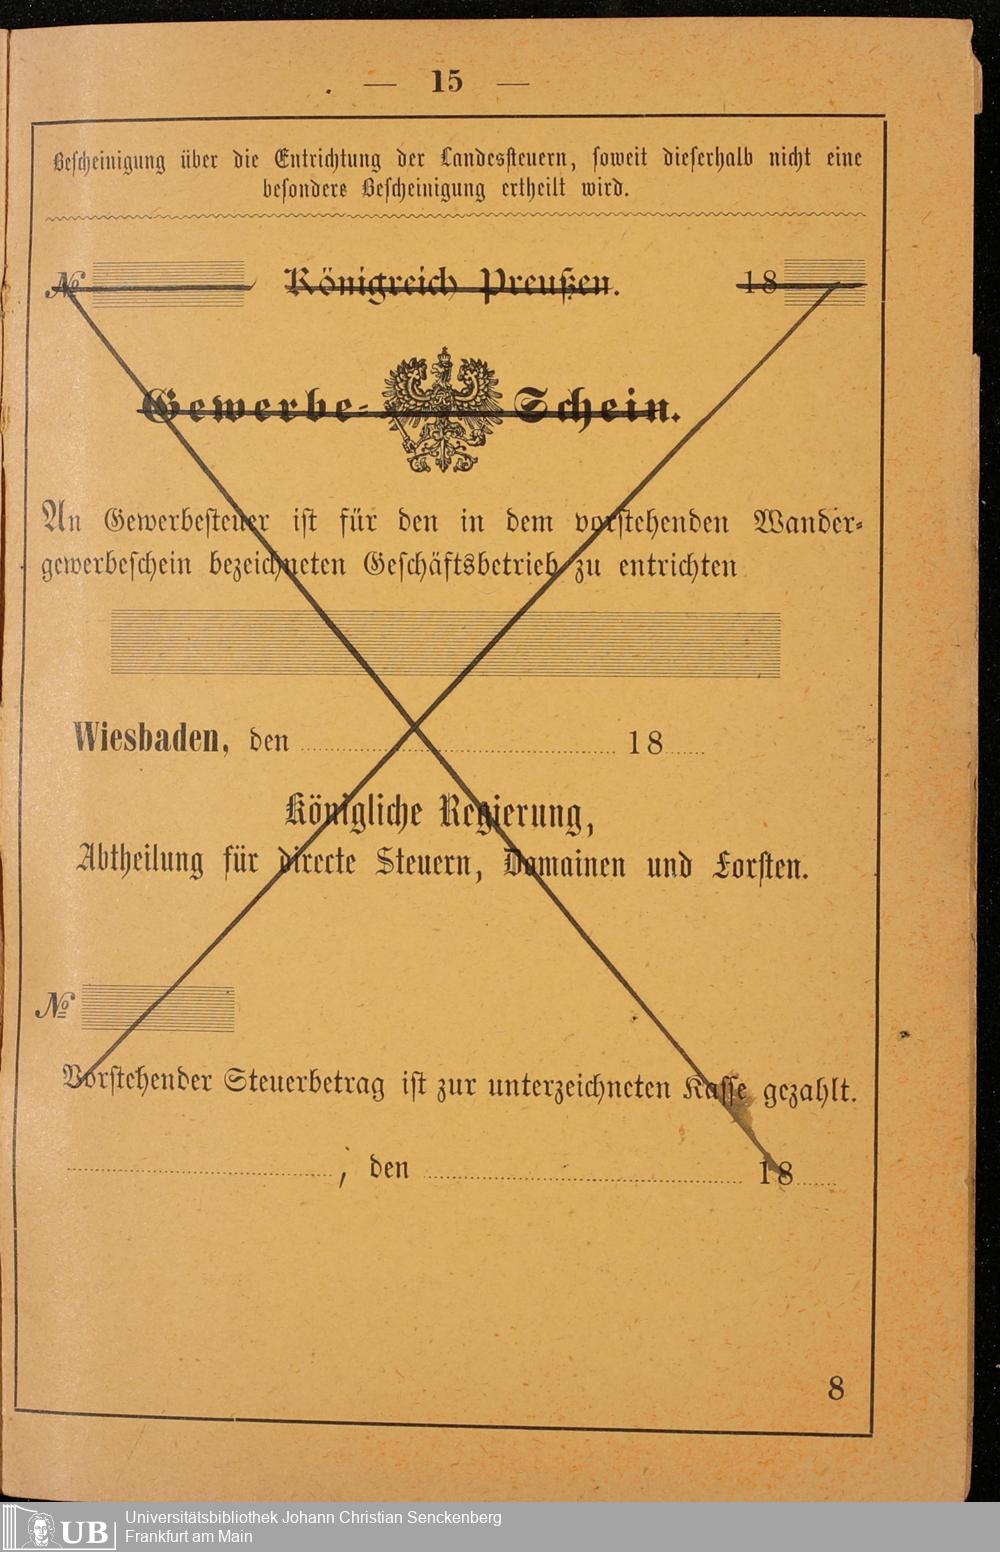 — 15 —
Bescheinigung über die Entrichtung der Landessteuern, soweit dieserhalb nicht eine
besondere Bescheinigung ertheilt wird.
№ Königreich Preußen. 18
Gewerbe- Schein.
An Gewerbesteuer ist für den in dem vorstehenden Wander-
gewerbeschein bezeichneten Geschäftsbetrieb zu entrichten
Wiesbaden, den 18
Königliche Regierung,
Abtheilung für directe Steuern, Domainen und Forsten.
№
Vorstehender Steuerbetrag ist zur unterzeichneten Kasse gezahlt.
, den 18
8
UB
Universitätsbibliothek Johann Christian Senckenberg
Frankfurt am Main